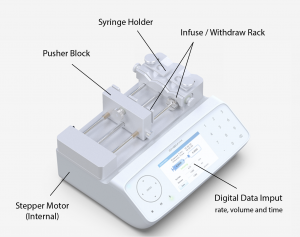 Syringe Holder
Infuse / Withdraw Rack
Pusher Block
Stepper Motor
(Internal)
Digital Data Imput
rate, volume and time